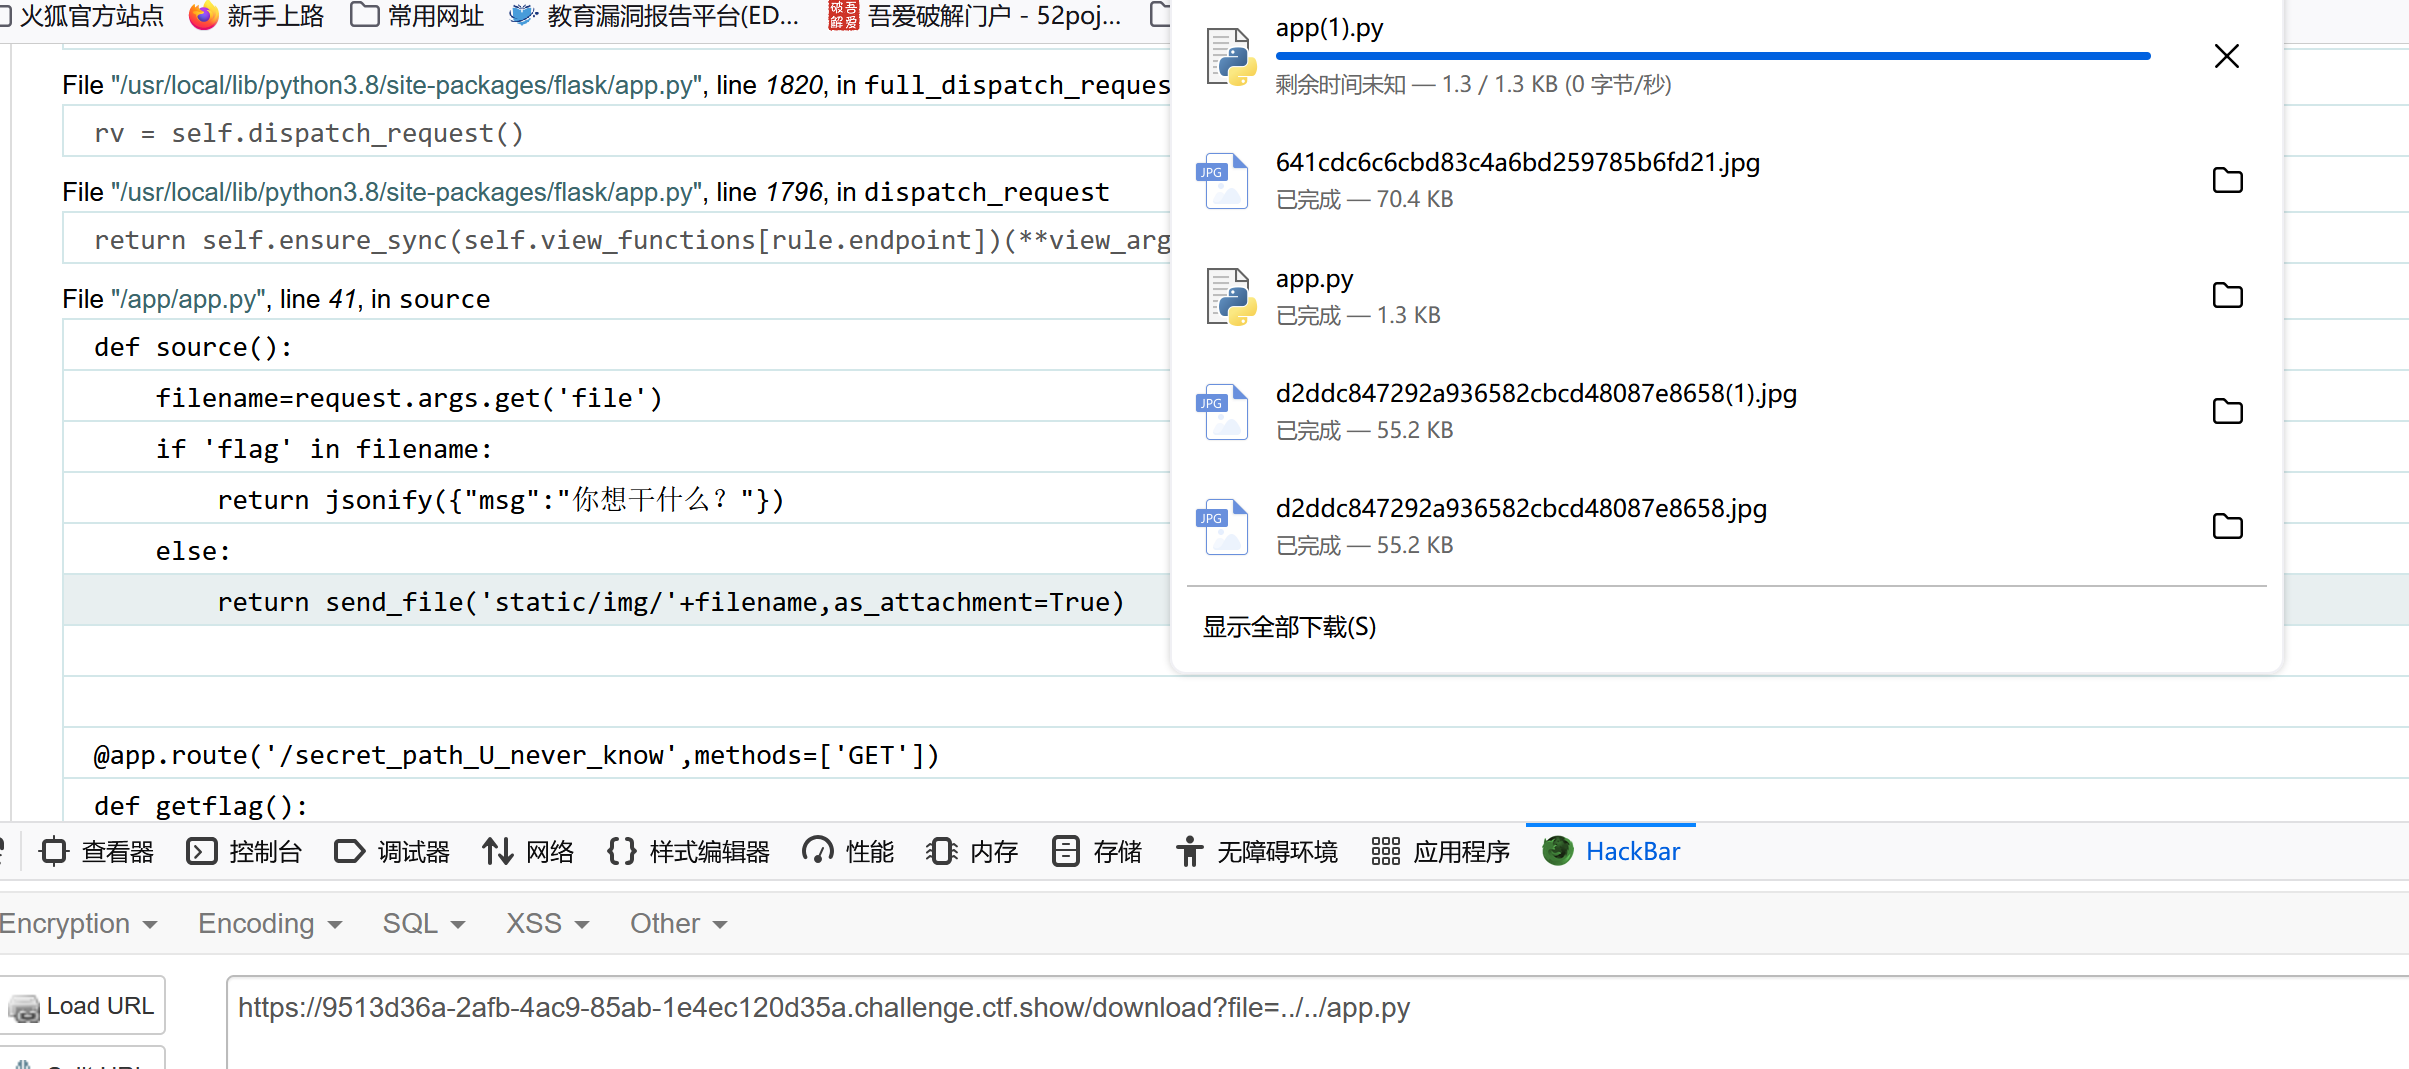 火狐官方站点 新手上路 常用网址 教育漏洞报告平台(ED... 吾爱破解门户 - 52poj...
File "/usr/local/lib/python3.8/site-packages/flask/app.py", line 1820, in full_dispatch_reques
rv = self.dispatch_request()
File "/usr/local/lib/python3.8/site-packages/flask/app.py", line 1796, in dispatch_request
return self.ensure_sync(self.view_functions[rule.endpoint])(**view_arg
File "/app/app.py", line 41, in source
def source():
filename=request.args.get('file')
if 'flag' in filename:
return jsonify({"msg":"你想干什么？"})
else:
return send_file('static/img/'+filename,as_attachment=True)
@app.route('/secret_path_U_never_know',methods=['GET'])
def getflag():
app(1).py
剩余时间未知 — 1.3 / 1.3 KB (0 字节/秒)
JPG
641cdc6c6cbd83c4a6bd259785b6fd21.jpg
已完成 — 70.4 KB
app.py
已完成 — 1.3 KB
JPG
d2ddc847292a936582cbcd48087e8658(1).jpg
已完成 — 55.2 KB
JPG
d2ddc847292a936582cbcd48087e8658.jpg
已完成 — 55.2 KB
显示全部下载(S)
查看器 控制台 调试器 网络 样式编辑器 性能 内存 存储 无障碍环境 应用程序 HackBar
Encryption Encoding SQL XSS Other
Load URL
https://9513d36a-2afb-4ac9-85ab-1e4ec120d35a.challenge.ctf.show/download?file=../../app.py